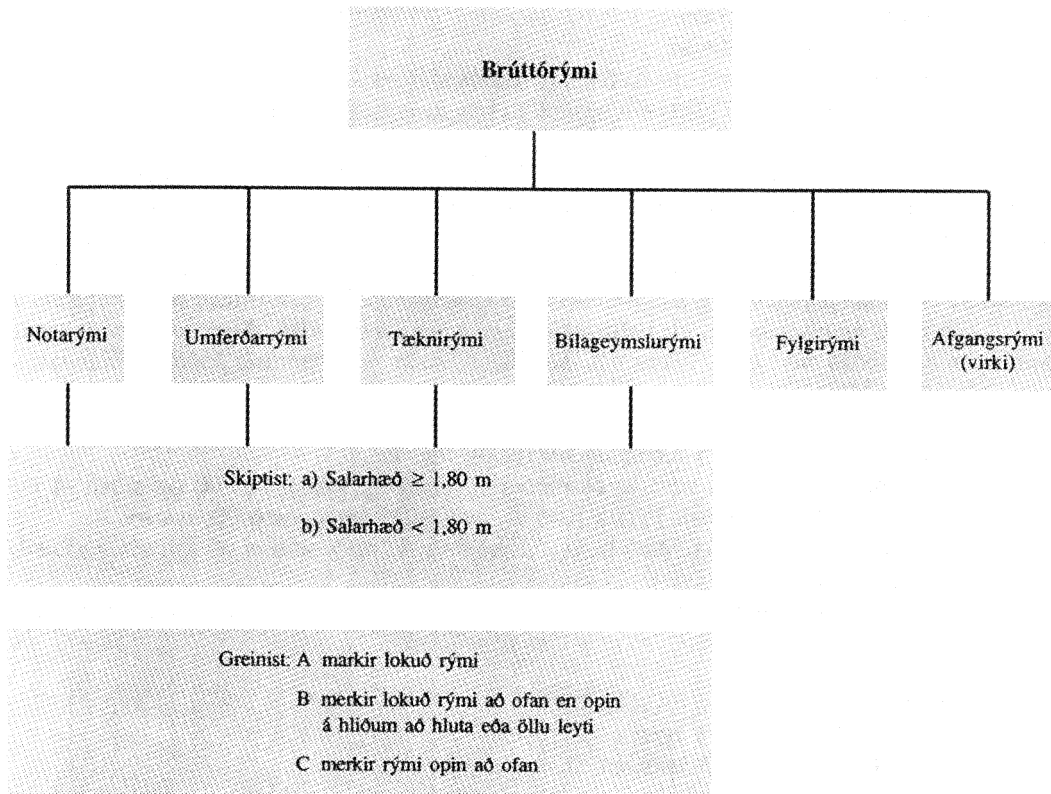 Brúttórými
Notarými
Umferðarrými
Tæknirými
Bílageymslurými
Fylgirými
Afgangsrými
(virki)
Skiptist: a) Salarhæð ≥ 1,80 m
b) Salarhæð < 1,80 m
Greinist: A markir lokuð rými
B merkir lokuð rými að ofan en opin
á hliðum að hluta eða öllu leyti
C merkir rými opin að ofan